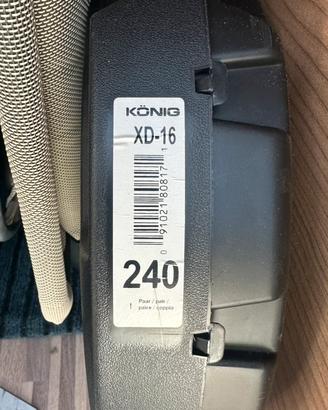 KÖNIG
XD-16
0 91021 80817 1
240
1 Paar / pair /
paire / coppia